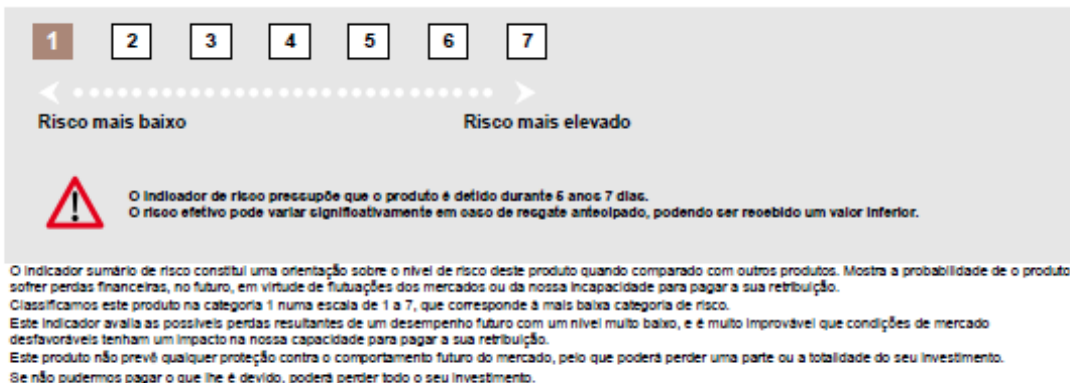 1 2 3 4 5 6 7
Risco mais baixo Risco mais elevado
O indicador de risco pressupõe que o produto é detido durante 5 anos 7 dias.
O risco efetivo pode variar significativamente em caso de resgate antecipado, podendo ser recebido um valor inferior.
O indicador sumário de risco constitui uma orientação sobre o nível de risco deste produto quando comparado com outros produtos. Mostra a probabilidade de o produto
sofrer perdas financeiras, no futuro, em virtude de flutuações dos mercados ou da nossa incapacidade para pagar a sua retribuição.
Classificamos este produto na categoria 1 numa escala de 1 a 7, que corresponde à mais baixa categoria de risco.
Este indicador avalia as possíveis perdas resultantes de um desempenho futuro com um nível muito baixo, e é muito improvável que condições de mercado
desfavoráveis tenham um impacto na nossa capacidade para pagar a sua retribuição.
Este produto não prevê qualquer proteção contra o comportamento futuro do mercado, pelo que poderá perder uma parte ou a totalidade do seu investimento.
Se não pudermos pagar o que lhe é devido, poderá perder todo o seu investimento.